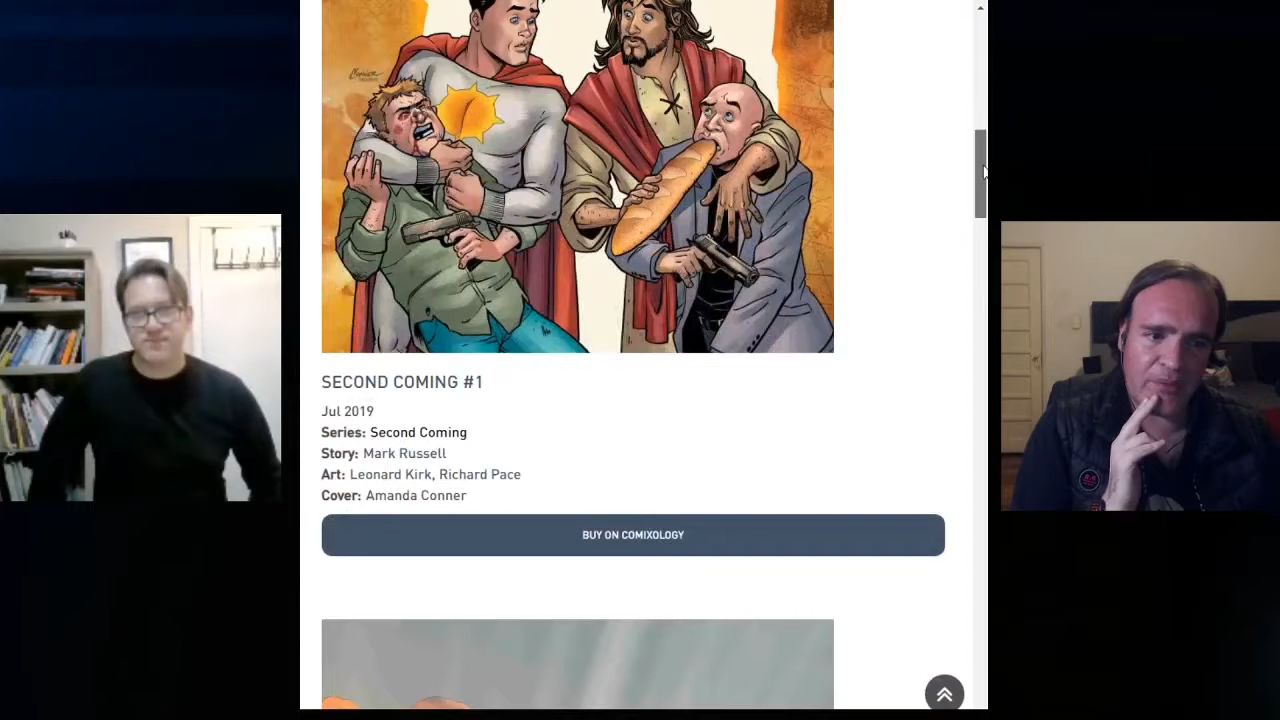 SECOND COMING #1
Jul 2019
Series: Second Coming
Story: Mark Russell
Art: Leonard Kirk, Richard Pace
Cover: Amanda Conner
BUY ON COMIXOLOGY